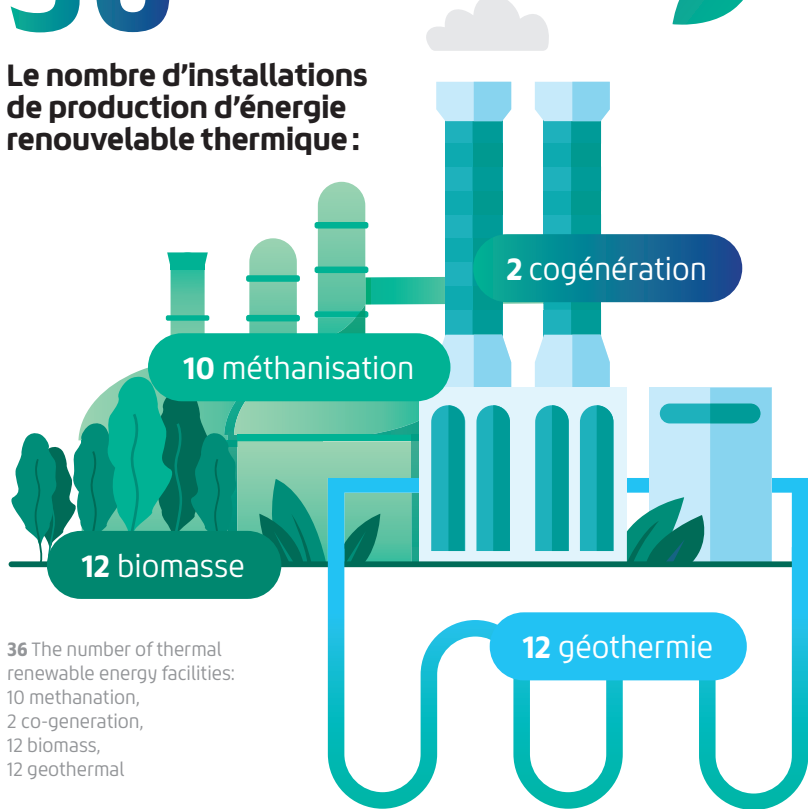 36
Le nombre d’installations
de production d’énergie
renouvelable thermique :
2 cogénération
10 méthanisation
12 biomasse
12 géothermie
36 The number of thermal
renewable energy facilities:
10 methanation,
2 co-generation,
12 biomass,
12 geothermal